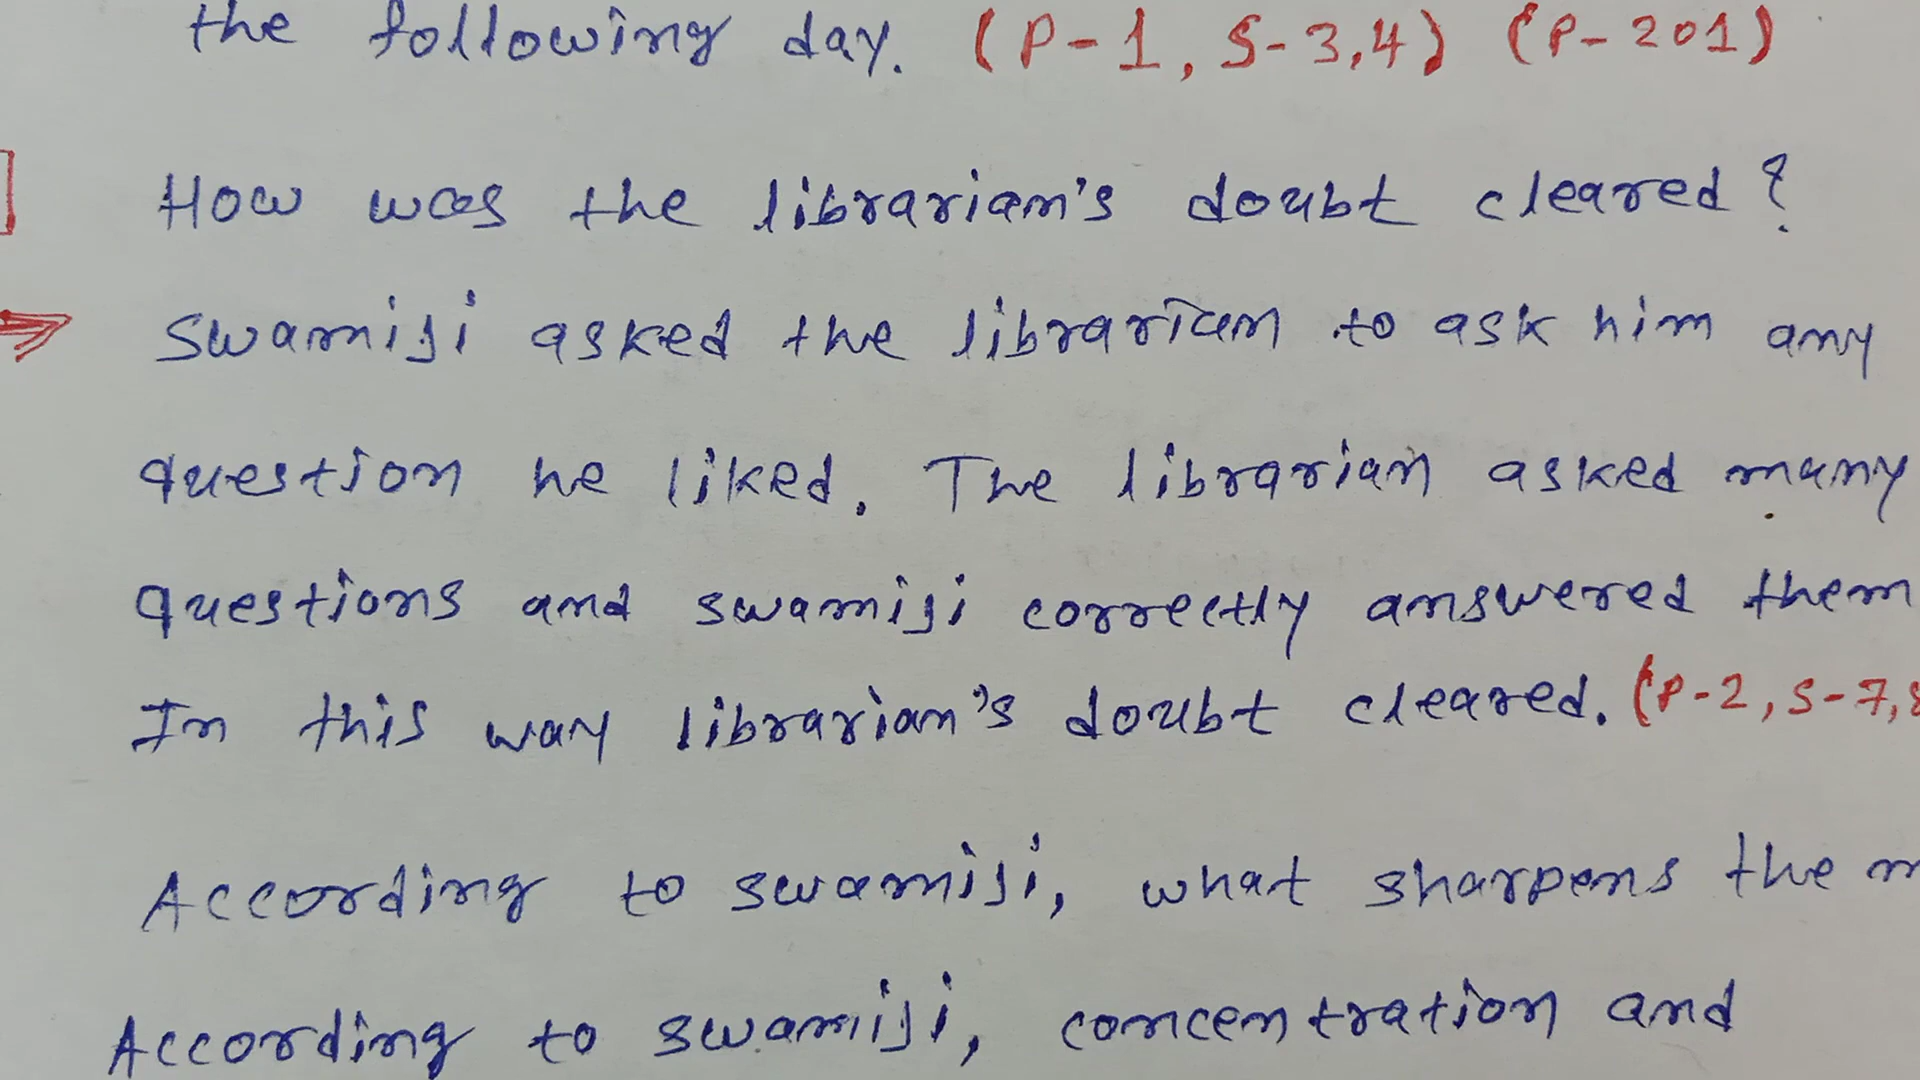 the following day. (P-1, S-3,4) (P-201)
How was the librarian's doubt cleared?
Swamiji asked the librarian to ask him any
question he liked. The librarian asked many
questions and swamiji correctly answered them
In this way librarian's doubt cleared. (P-2, S-7,8
According to swamiji, what sharpens the m
According to swamiji, concentration and